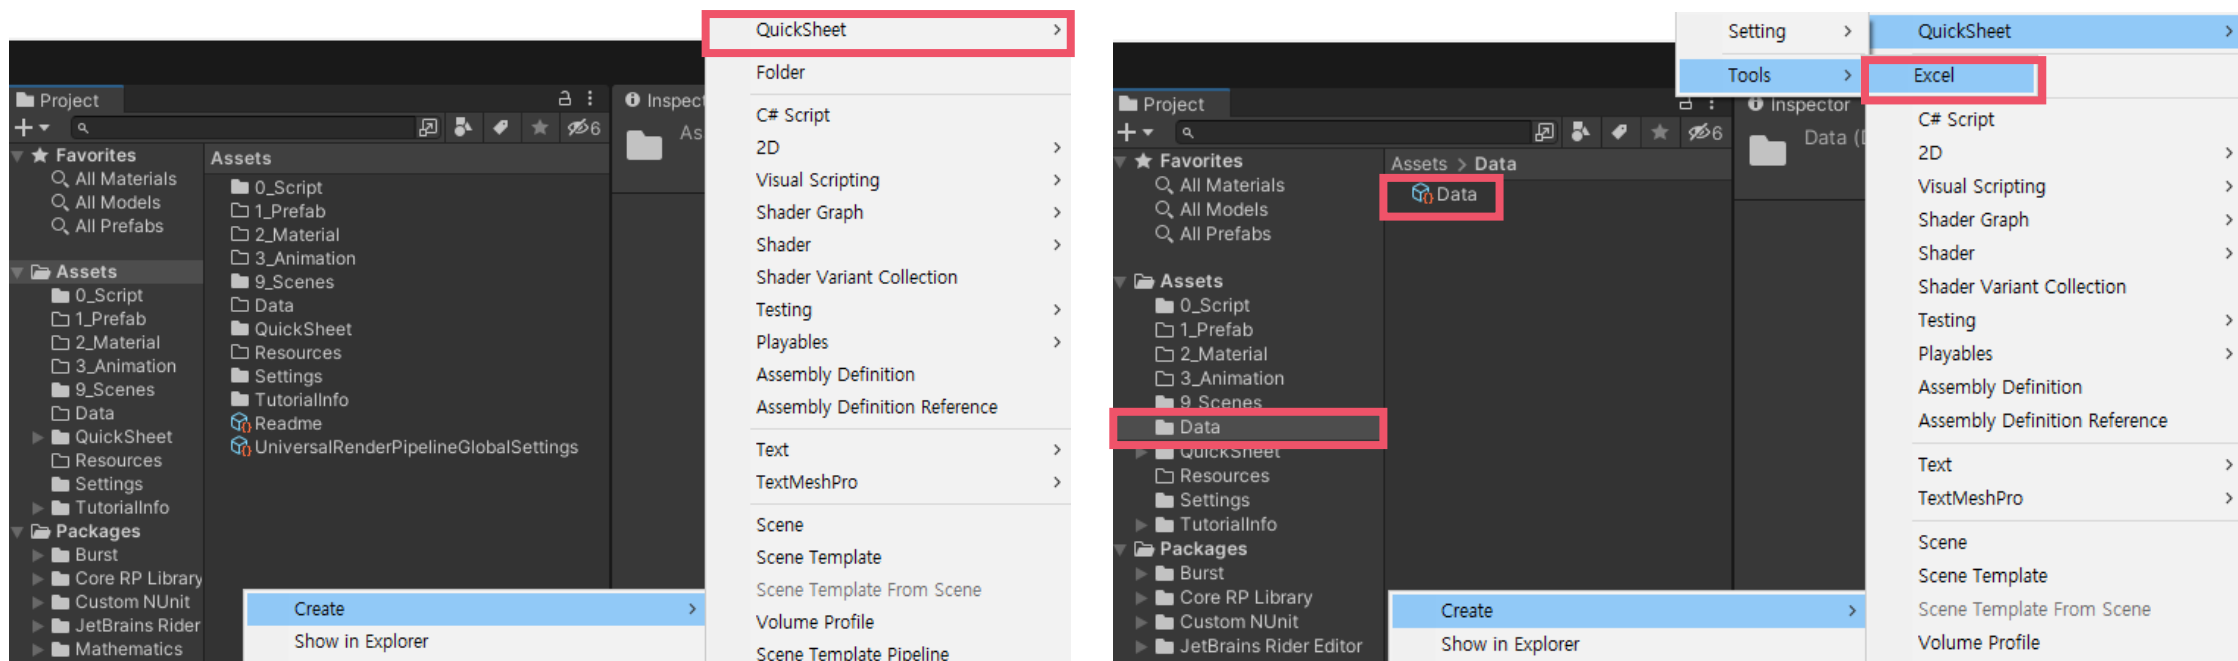 Project
6
Favorites
All Materials
All Models
All Prefabs
Assets
0_Script
1_Prefab
2_Material
3_Animation
9_Scenes
Data
QuickSheet
Resources
Settings
TutorialInfo
Packages
Burst
Core RP Library
Custom NUnit
JetBrains Rider
Mathematics
Assets
0_Script
1_Prefab
2_Material
3_Animation
9_Scenes
Data
QuickSheet
Resources
Settings
TutorialInfo
Readme
UniversalRenderPipelineGlobalSettings
Inspect
As
Create
Show in Explorer
QuickSheet
Folder
C# Script
2D
Visual Scripting
Shader Graph
Shader
Shader Variant Collection
Testing
Playables
Assembly Definition
Assembly Definition Reference
Text
TextMeshPro
Scene
Scene Template
Scene Template From Scene
Volume Profile
Scene Template Pipeline
Project
6
Favorites
All Materials
All Models
All Prefabs
Assets
0_Script
1_Prefab
2_Material
3_Animation
9_Scenes
Data
QuickSheet
Resources
Settings
TutorialInfo
Packages
Burst
Core RP Library
Custom NUnit
JetBrains Rider Editor
Assets > Data
Data
Inspector
Data (D
Create
Show in Explorer
Setting
Tools
QuickSheet
Excel
C# Script
2D
Visual Scripting
Shader Graph
Shader
Shader Variant Collection
Testing
Playables
Assembly Definition
Assembly Definition Reference
Text
TextMeshPro
Scene
Scene Template
Scene Template From Scene
Volume Profile